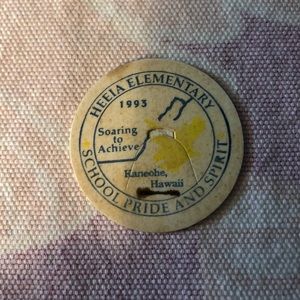 HEEIA ELEMENTARY
1993
Soaring
to
Achieve
Kaneohe,
Hawaii
SCHOOL PRIDE AND SPIRIT